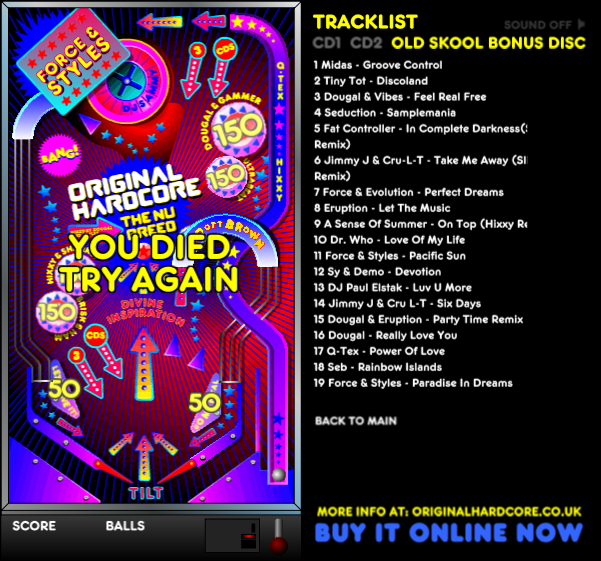 FORCE &
STYLES
DJ SAMMY
3
CDS
Q-TEX
HIXXY
DOUGAL & GAMMER
150
150
BANG!
ORIGINAL
HARDCORE
THE NU
BREED
SCOTT BROWN
YOU DIED
TRY AGAIN
HIXXY & SH
150
DIVINE
INSPIRATION
3
CDS
50
50
TILT
SCORE
BALLS
TRACKLIST
SOUND OFF
CD1 CD2 OLD SKOOL BONUS DISC
1 Midas - Groove Control
2 Tiny Tot - Discoland
3 Dougal & Vibes - Feel Real Free
4 Seduction - Samplemania
5 Fat Controller - In Complete Darkness(S
Remix)
6 Jimmy J & Cru-L-T - Take Me Away (Sl
Remix)
7 Force & Evolution - Perfect Dreams
8 Eruption - Let The Music
9 A Sense Of Summer - On Top (Hixxy Re
10 Dr. Who - Love Of My Life
11 Force & Styles - Pacific Sun
12 Sy & Demo - Devotion
13 DJ Paul Elstak - Luv U More
14 Jimmy J & Cru L-T - Six Days
15 Dougal & Eruption - Party Time Remix
16 Dougal - Really Love You
17 Q-Tex - Power Of Love
18 Seb - Rainbow Islands
19 Force & Styles - Paradise In Dreams
BACK TO MAIN
MORE INFO AT: ORIGINALHARDCORE.CO.UK
BUY IT ONLINE NOW